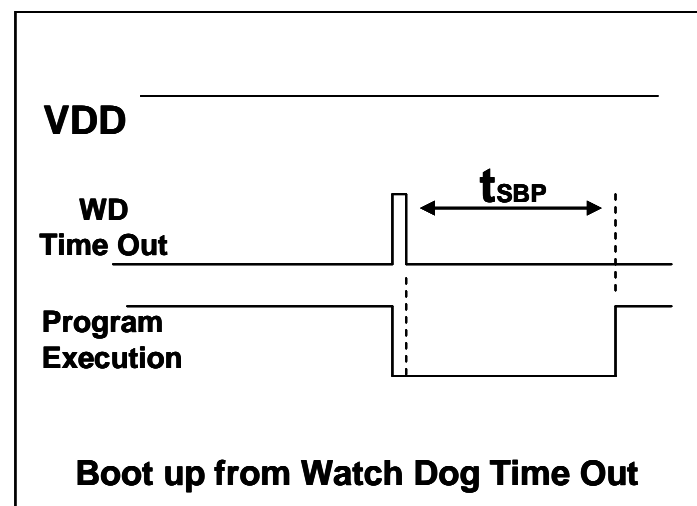 VDD
WD
Time Out
tSBP
Program
Execution
Boot up from Watch Dog Time Out